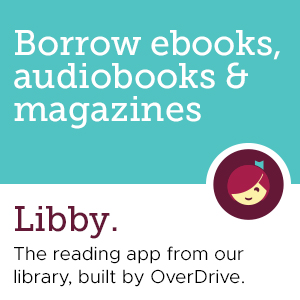 Borrow ebooks,
audiobooks &
magazines
Libby.
The reading app from our
library, built by OverDrive.